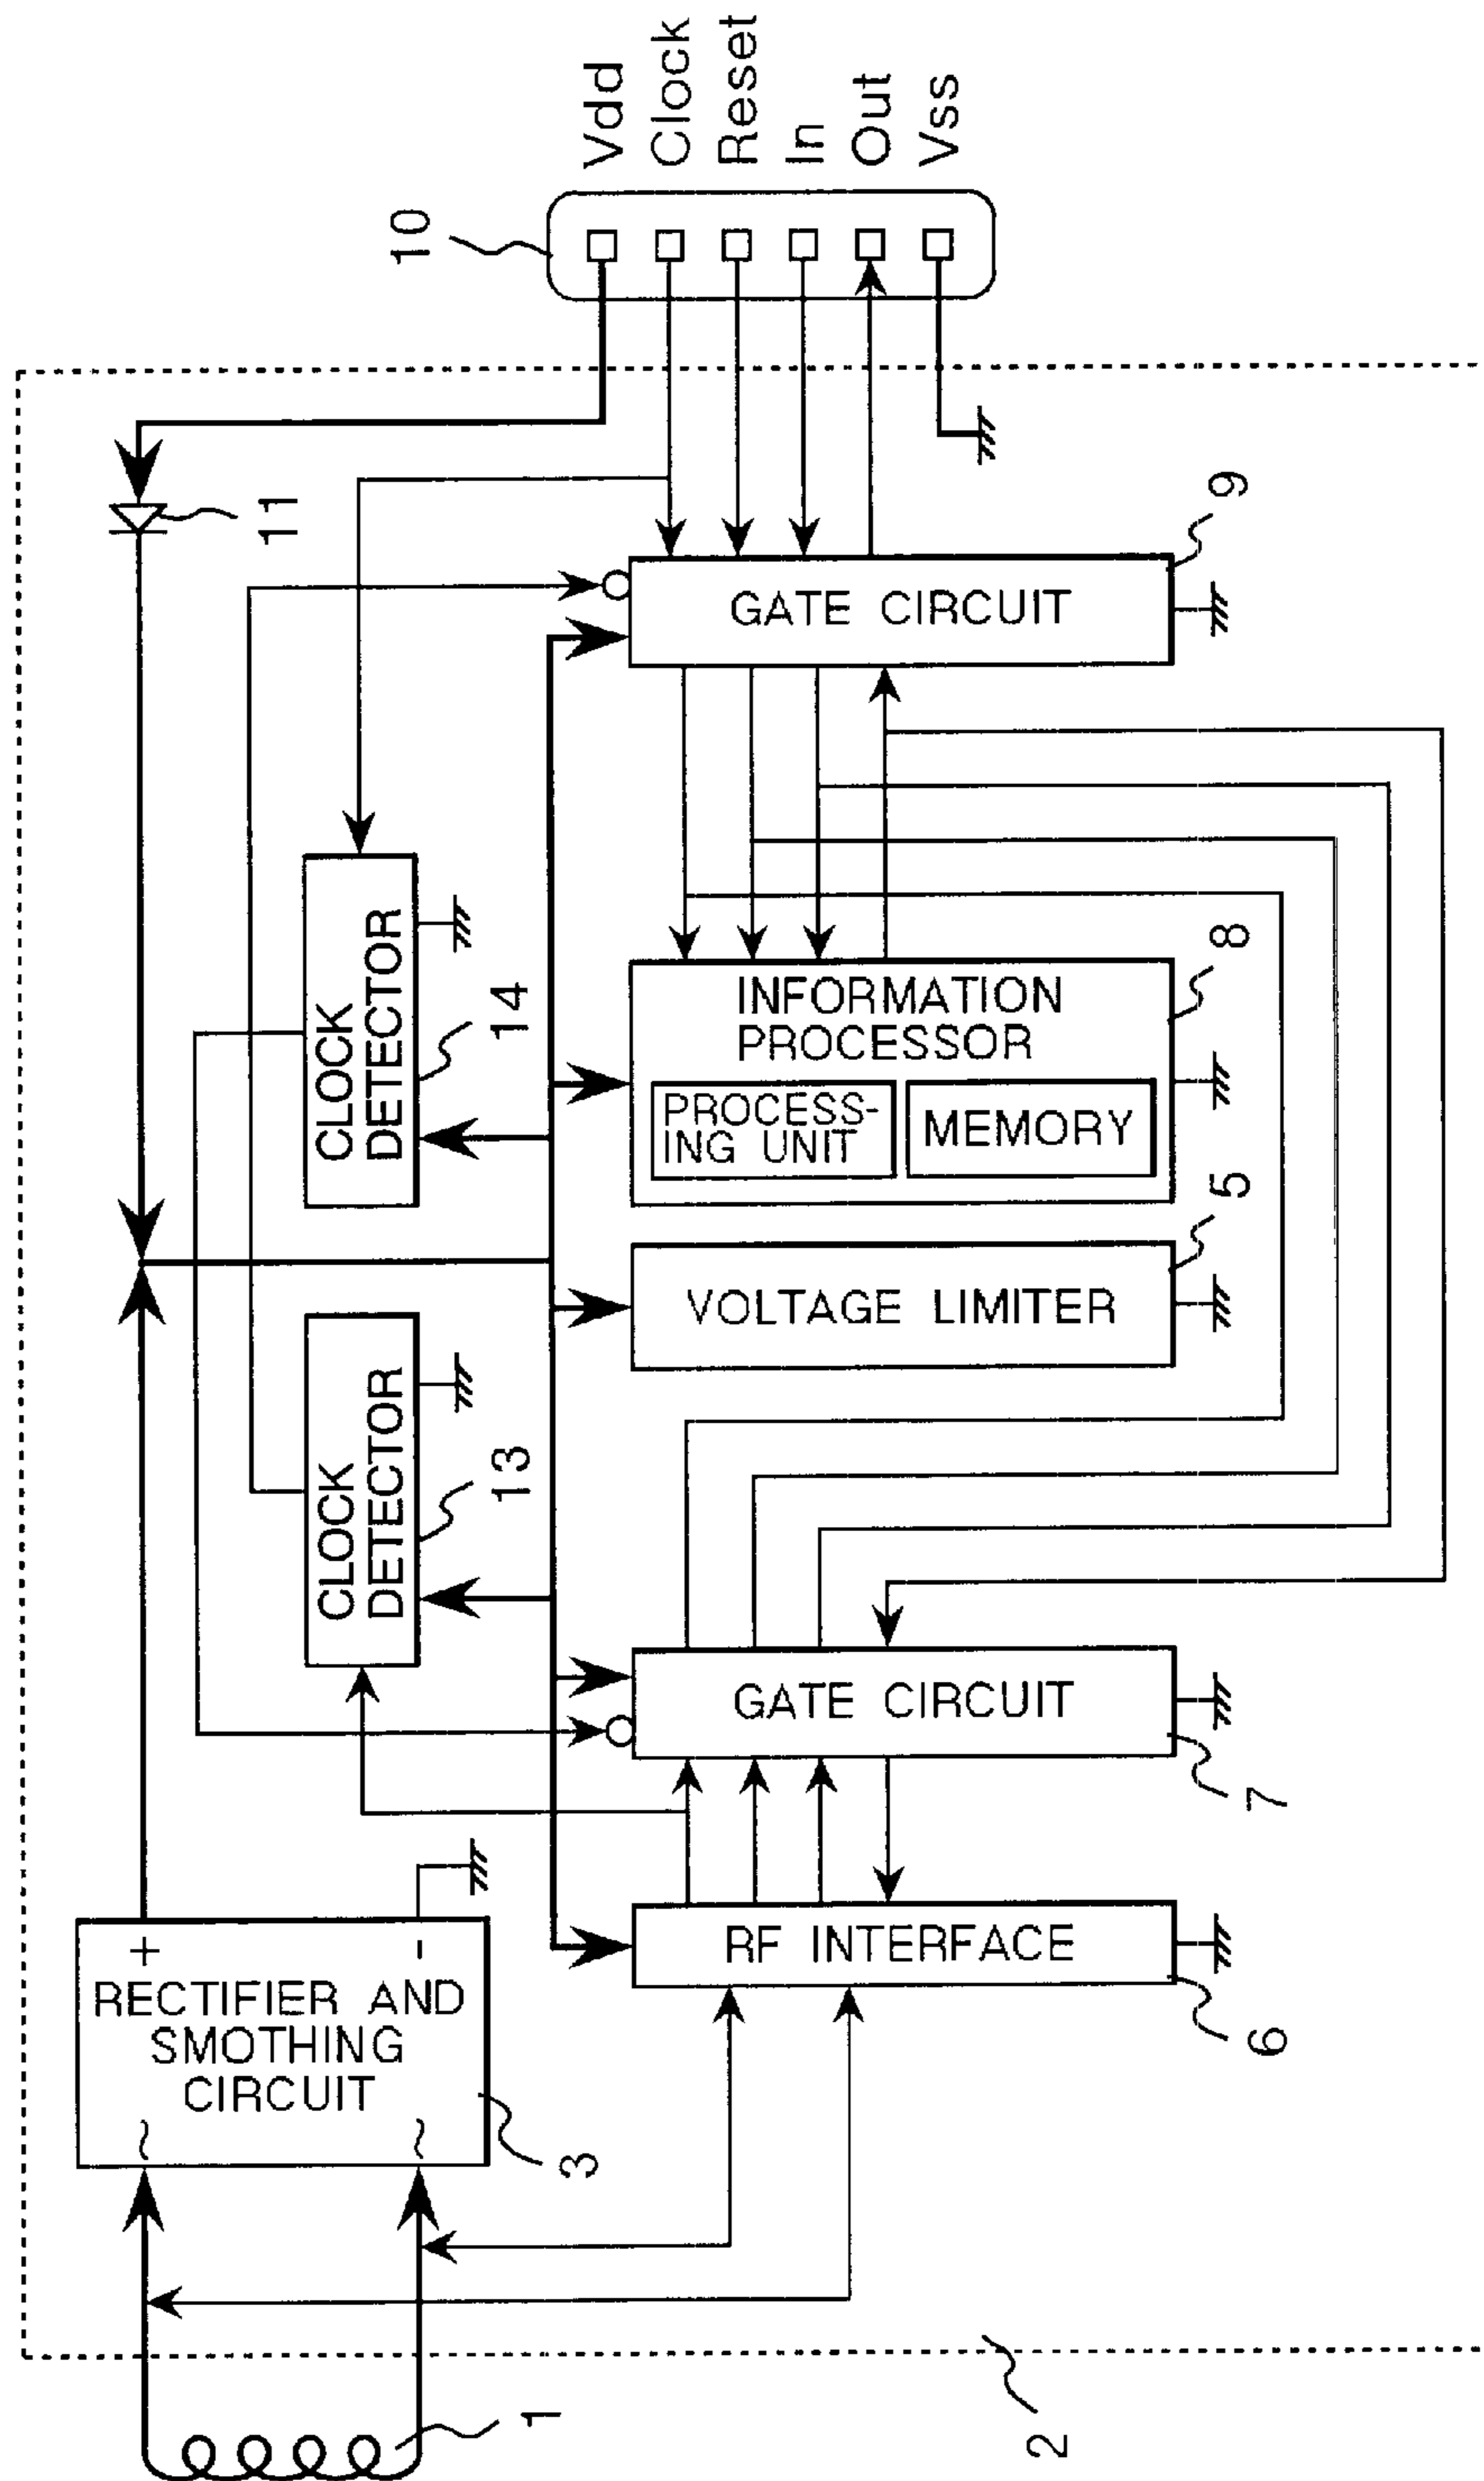 Vdd
Clock
Reset
In
Out
Vss
10
11
GATE CIRCUIT
9
CLOCK
DETECTOR
14
INFORMATION
PROCESSOR
PROCESS-
ING UNIT
MEMORY
8
VOLTAGE LIMITER
5
CLOCK
DETECTOR
13
GATE CIRCUIT
7
+
-
RECTIFIER AND
SMOTHING
CIRCUIT
~
~
3
RF INTERFACE
6
1
2